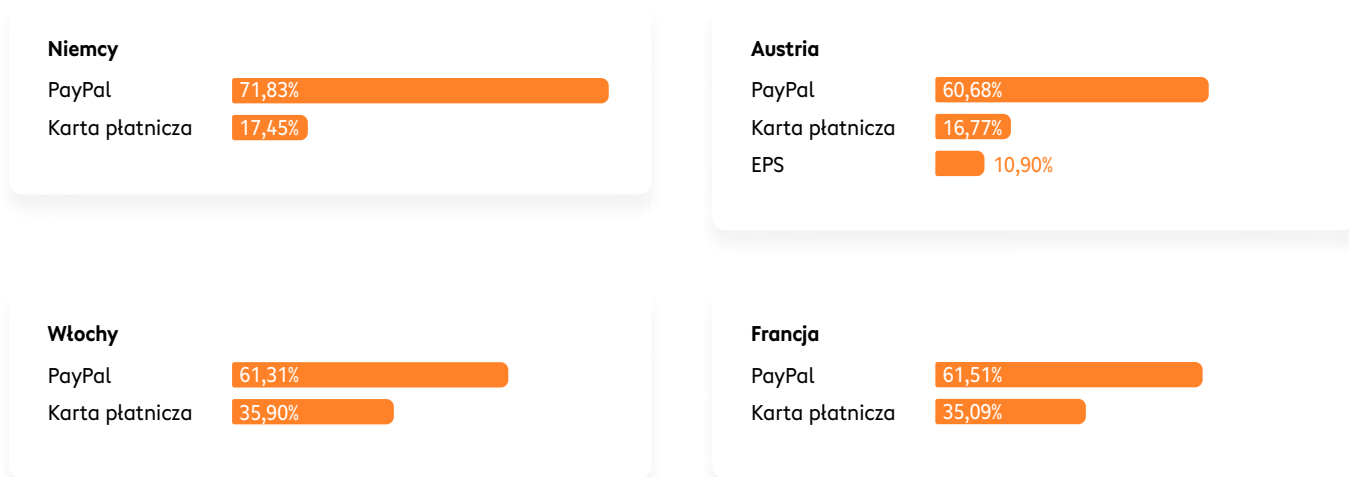 Niemcy
PayPal 71,83%
Karta płatnicza 17,45%
Austria
PayPal 60,68%
Karta płatnicza 16,77%
EPS 10,90%
Włochy
PayPal 61,31%
Karta płatnicza 35,90%
Francja
PayPal 61,51%
Karta płatnicza 35,09%